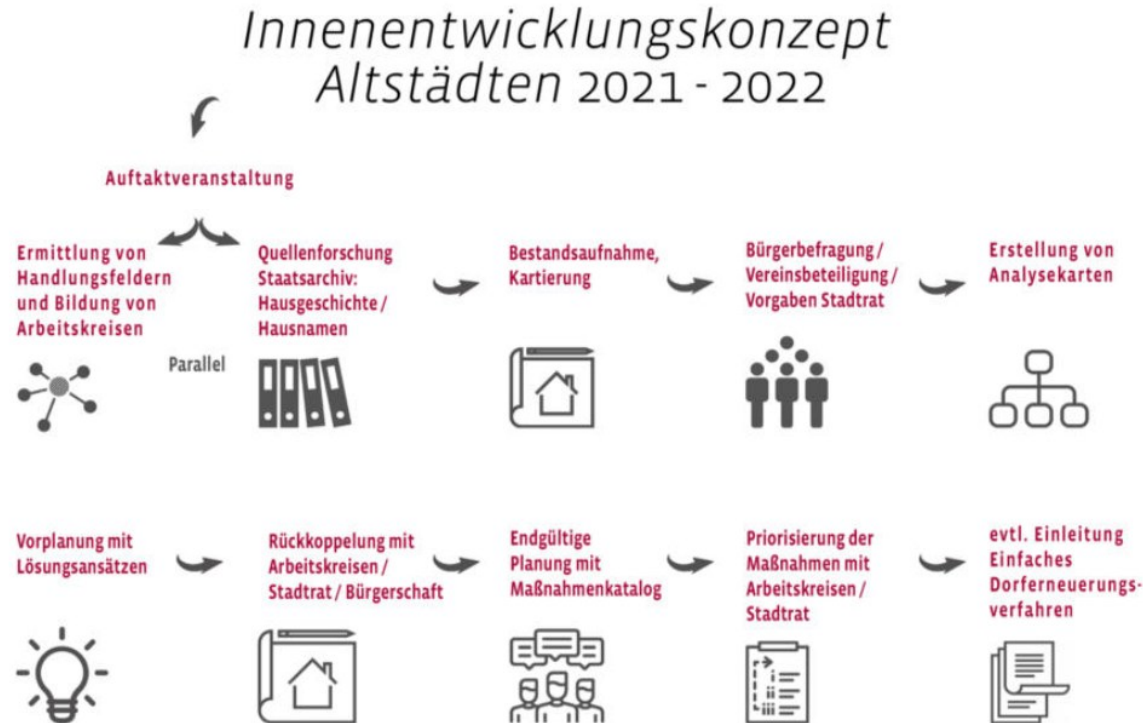 Innenentwicklungskonzept
Altstädten 2021 - 2022
Auftaktveranstaltung
Ermittlung von
Handlungsfeldern
und Bildung von
Arbeitskreisen
Parallel
Quellenforschung
Staatsarchiv:
Hausgeschichte /
Hausnamen
Bestandsaufnahme,
Kartierung
Bürgerbefragung /
Vereinsbeteiligung /
Vorgaben Stadtrat
Erstellung von
Analysekarten
Vorplanung mit
Lösungsansätzen
Rückkoppelung mit
Arbeitskreisen /
Stadtrat / Bürgerschaft
Endgültige
Planung mit
Maßnahmenkatalog
Priorisierung der
Maßnahmen mit
Arbeitskreisen /
Stadtrat
i
ii
iii
evtl. Einleitung
Einfaches
Dorferneuerungs-
verfahren